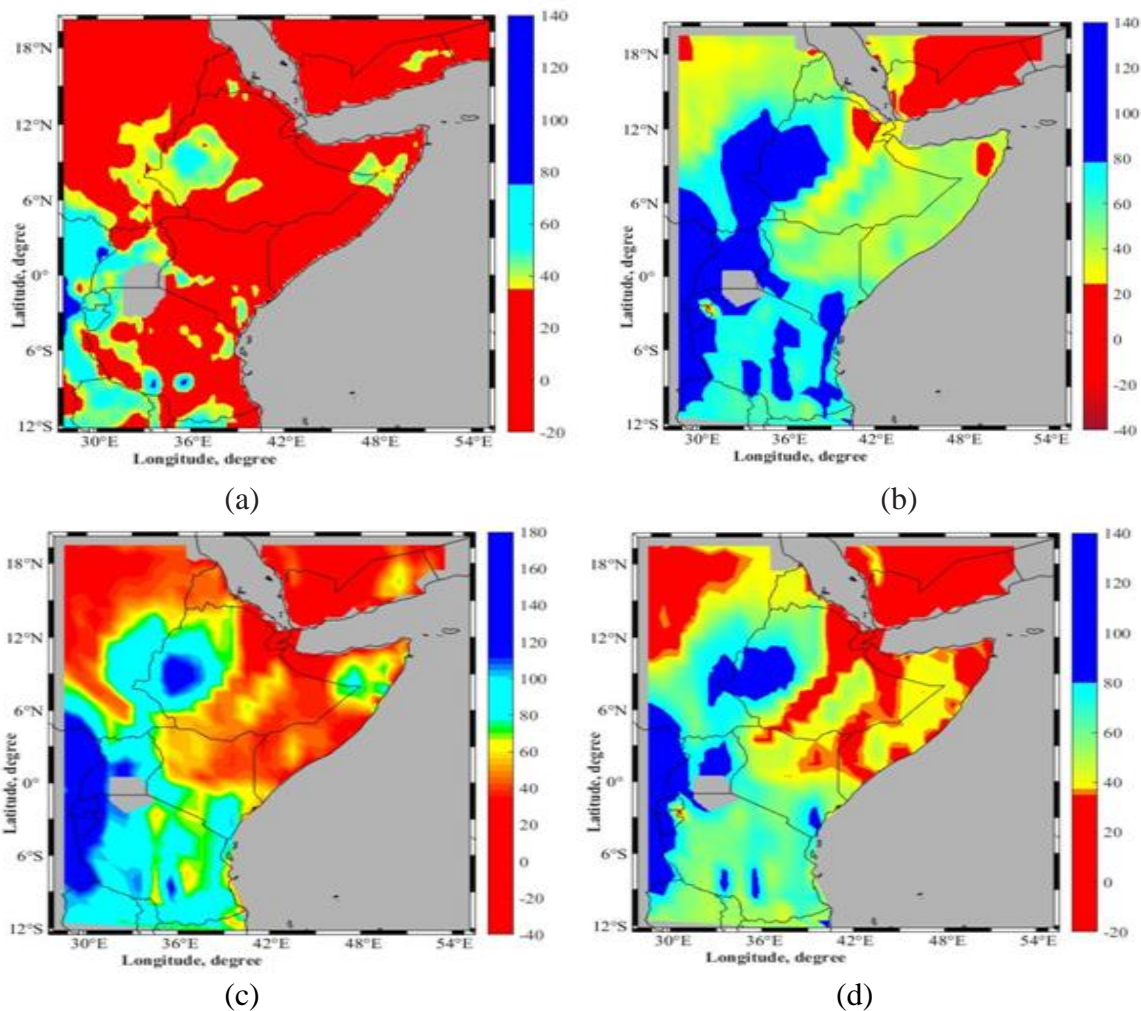 140
18°N
120
12°N
100
80
6°N
60
0°
40
20
6°S
0
12°S
-20
30°E 36°E 42°E 48°E 54°E
Latitude, degree
Longitude, degree
(a)
140
18°N
120
100
12°N
80
6°N
60
40
0°
20
6°S
0
-20
12°S
-40
30°E 36°E 42°E 48°E 54°E
Latitude, degree
Longitude, degree
(b)
180
18°N
160
140
12°N
120
100
6°N
80
60
0°
40
20
6°S
0
-20
12°S
-40
30°E 36°E 42°E 48°E 54°E
Latitude, degree
Longitude, degree
(c)
140
18°N
120
12°N
100
6°N
80
60
0°
40
20
6°S
0
12°S
-20
30°E 36°E 42°E 48°E 54°E
Latitude, degree
Longitude, degree
(d)